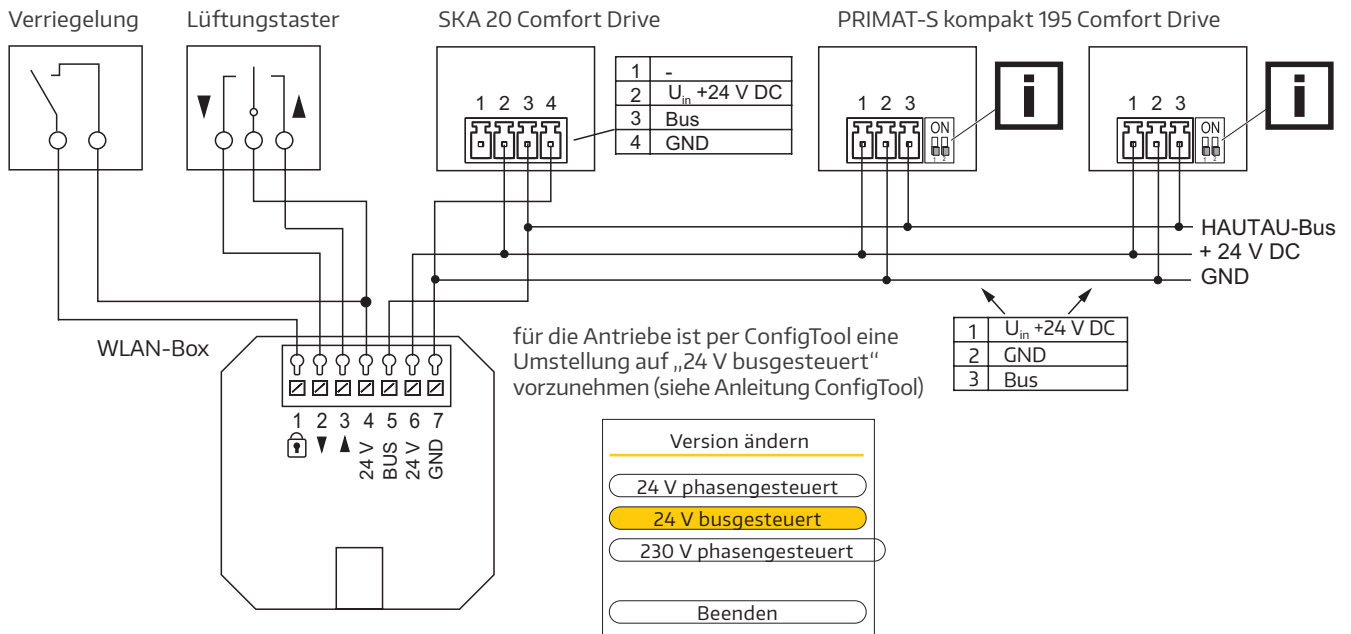 Verriegelung
Lüftungstaster
SKA 20 Comfort Drive
PRIMAT-S kompakt 195 Comfort Drive
1 2 3 4
1 -
2 Uin +24 V DC
3 Bus
4 GND
1 2 3
ON
1 2
i
1 2 3
ON
1 2
i
HAUTAU-Bus
+ 24 V DC
GND
1 Uin +24 V DC
2 GND
3 Bus
WLAN-Box
1 2 3 4 5 6 7
24 V
BUS
24 V
GND
für die Antriebe ist per ConfigTool eine
Umstellung auf „24 V busgesteuert“
vorzunehmen (siehe Anleitung ConfigTool)
Version ändern
24 V phasengesteuert
24 V busgesteuert
230 V phasengesteuert
Beenden